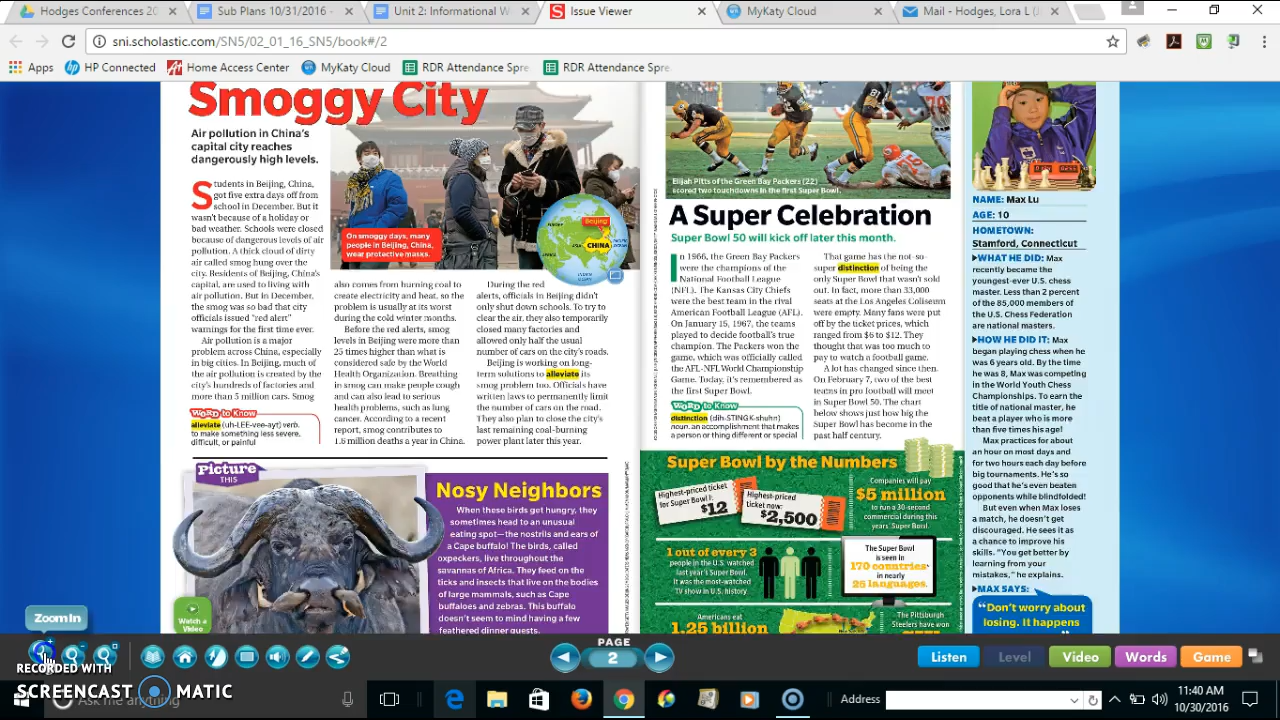 Hodges Conferences 20
Sub Plans 10/31/2016 -
Unit 2: Informational W
Issue Viewer
MyKaty Cloud
Mail - Hodges, Lora L (
sni.scholastic.com/SN5/02_01_16_SN5/book#/2
Apps
HP Connected
Home Access Center
MyKaty Cloud
RDR Attendance Spre
RDR Attendance Spre
Smoggy City
Air pollution in China's
capital city reaches
dangerously high levels.
Students in Beijing, China,
got five extra days off from
school in December. But it
wasn't because of a holiday or
bad weather. Schools were closed
because of dangerous levels of air
pollution. A thick cloud of dirty
air called smog hung over the
city. Residents of Beijing, China's
capital, are used to living with
air pollution. But in December,
the smog was so bad that city
officials issued "red alert"
warnings for the first time ever.
Air pollution is a major
problem across China, especially
in big cities. In Beijing, much of
the air pollution is created by the
city's hundreds of factories and
more than 5 million cars. Smog
WORD to Know
alleviate (uh-LEE-vee-ayt) verb.
to make something less severe,
difficult, or painful
On smoggy days, many
people in Beijing, China,
wear protective masks.
Beijing
ASIA
CHINA
INDIAN
OCEAN
also comes from burning coal to
create electricity and heat, so the
problem is usually at its worst
during the cold winter months.
Before the red alerts, smog
levels in Beijing were more than
25 times higher than what is
considered safe by the World
Health Organization. Breathing
in smog can make people cough
and can also lead to serious
health problems, such as lung
cancer. According to a recent
report, smog contributes to
1.6 million deaths a year in China.
During the red
alerts, officials in Beijing didn't
only shut down schools. To try to
clear the air, they also temporarily
closed many factories and
allowed only half the usual
number of cars on the city's roads.
Beijing is working on long-
term solutions to alleviate its
smog problem too. Officials have
written laws to permanently limit
the number of cars on the road.
They also plan to close the city's
last remaining coal-burning
power plant later this year.
Picture
THIS
Watch a
Video
Nosy Neighbors
When these birds get hungry, they
sometimes head to an unusual
eating spot—the nostrils and ears of
a Cape buffalo! The birds, called
oxpeckers, live throughout the
savannas of Africa. They feed on the
ticks and insects that live on the bodies
of large mammals, such as Cape
buffaloes and zebras. This buffalo
doesn't seem to mind having a few
feathered dinner guests.
Elijah Pitts of the Green Bay Packers (22)
scored two touchdowns in the first Super Bowl.
A Super Celebration
Super Bowl 50 will kick off later this month.
In 1966, the Green Bay Packers
were the champions of the
National Football League
(NFL). The Kansas City Chiefs
were the best team in the rival
American Football League (AFL).
On January 15, 1967, the teams
played to decide football's true
champion. The Packers won the
game, which was officially called
the AFL-NFL World Championship
Game. Today, it's remembered as
the first Super Bowl.
WORD to Know
distinction (dih-STINGK-shuhn)
noun. an accomplishment that makes
a person or thing different or special
That game has the not-so-
super distinction of being the
only Super Bowl that wasn't sold
out. In fact, more than 33,000
seats at the Los Angeles Coliseum
were empty. Many fans were put
off by the ticket prices, which
ranged from $6 to $12. They
thought that was too much to
pay to watch a football game.
A lot has changed since then.
On February 7, two of the best
teams in pro football will meet
in Super Bowl 50. The chart
below shows just how big the
Super Bowl has become in the
past half century.
Super Bowl by the Numbers
Highest-priced ticket
for Super Bowl I:
$12
Highest-priced
ticket now:
$2,500
Companies will pay
$5 million
to run a 30-second
commercial during this
years' Super Bowl.
1 out of every 3
people in the U.S. watched
last year's Super Bowl.
It was the most-watched
TV show in U.S. history.
The Super Bowl
is seen in
170 countries
in nearly
25 languages.
Americans eat
1.25 billion
The Pittsburgh
Steelers have won
NAME: Max Lu
AGE: 10
HOMETOWN:
Stamford, Connecticut
WHAT HE DID: Max
recently became the
youngest-ever U.S. chess
master. Less than 2 percent
of the 85,000 members of
the U.S. Chess Federation
are national masters.
HOW HE DID IT: Max
began playing chess when he
was 6 years old. By the time
he was 8, Max was competing
in the World Youth Chess
Championships. To earn the
title of national master, he
beat a player who is more
than five times his age!
Max practices for about
an hour on most days and
for two hours each day before
big tournaments. He's so
good that he's even beaten
opponents while blindfolded!
But even when Max loses
a match, he doesn't get
discouraged. He sees it as
a chance to improve his
skills. "You get better by
learning from your
mistakes," he explains.
MAX SAYS:
"Don't worry about
losing. It happens
Zoom In
PAGE
2
Listen
Level
Video
Words
Game
RECORDED WITH
SCREENCAST MATIC
Ask me anything
Address
11:40 AM
10/30/2016